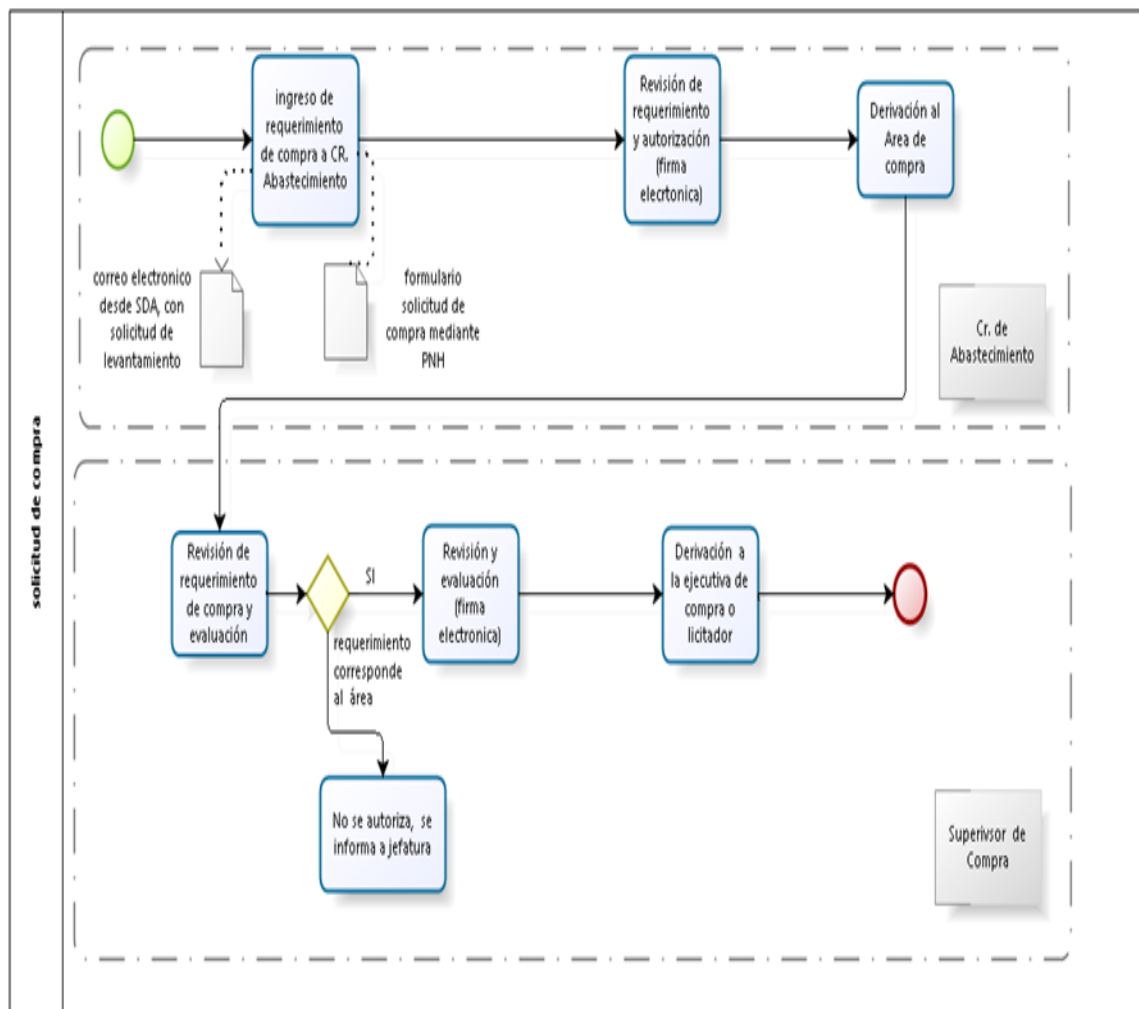 solicitud de compra
ingreso de
requerimiento
de compra a CR.
Abastecimiento
Revisión de
requerimiento
y autorización
(firma
elecrtonica)
Derivación al
Area de
compra
correo electronico
desde SDA, con
solicitud de
levantamiento
formulario
solicitud de
compra mediante
PNH
Cr. de
Abastecimiento
Revisión de
requerimiento
de compra y
evaluación
SI
requerimiento
corresponde
al área
Revisión y
evaluación
(firma
electronica)
Derivación a
la ejecutiva de
compra o
licitador
No se autoriza, se
informa a jefatura
Superivsor de
Compra